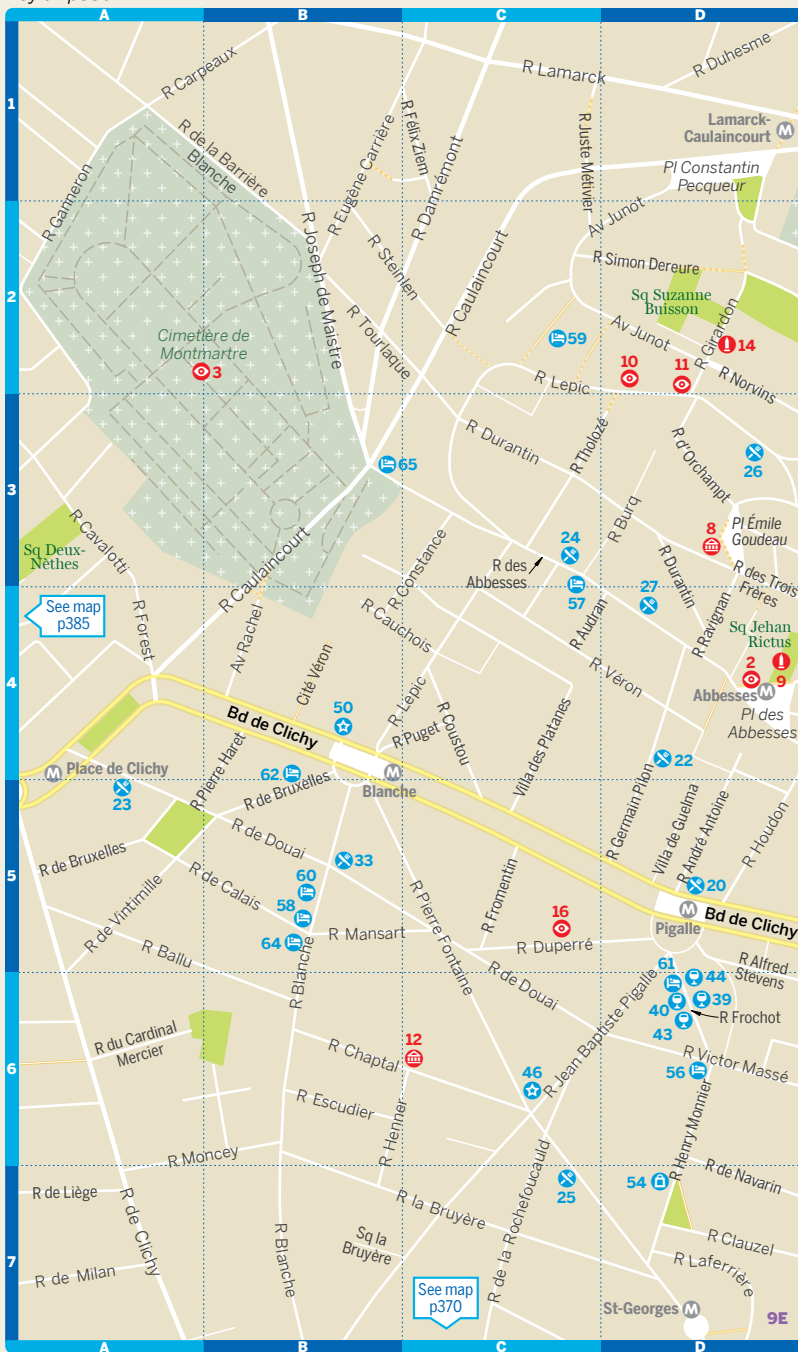 A
B
C
D
1
R Carpeaux
R Lamarck
R Duhesme
R de la Barrière
Blanche
R Félix Ziem
R Eugène Carrière
R Damrémont
R Juste Métivier
Lamarck-
Caulaincourt
M
Pl Constantin
Pecqueur
R Ganneron
2
R Joseph de Maistre
R Steinlen
R Caulaincourt
Av Junot
R Simon Dereure
Sq Suzanne
Buisson
R Tourlaque
Cimetière de
Montmartre
3
59
Av Junot
R Girardon
14
10
11
R Lepic
R Norvins
3
R Durantin
R Tholozé
R d'Orchampt
26
65
R Burq
8
Pl Émile
Goudeau
R Cavalotti
Sq Deux-
Nèthes
R Caulaincourt
R Constance
24
R des
Abbesses
57
27
R Durantin
R des Trois
Frères
4
See map
p385
R Forest
Av Rachel
R Cauchois
R Audran
R Ravignan
Sq Jehan
Rictus
R Véron
2
9
Abbesses
M
Pl des
Abbesses
Cité Véron
50
R Lepic
R Coustou
Villa des Platanes
Bd de Clichy
R Puget
22
M
Place de Clichy
23
R Pierre Haret
62
R de Bruxelles
M
Blanche
R Germain Pilon
Villa de Guelma
R André Antoine
R Houdon
5
R de Bruxelles
R de Douai
33
R de Vintimille
R de Calais
60
58
64
R Mansart
R Pierre Fontaine
R Fromentin
16
20
M
Pigalle
Bd de Clichy
R Duperré
R Ballu
R Blanche
R de Douai
R Alfred
Stevens
61
44
40
39
43
R Frochot
R Jean Baptiste Pigalle
6
R du Cardinal
Mercier
R Chaptal
12
46
R Victor Massé
56
R Escudier
R Henner
R Henry Monnier
R Moncey
7
R de Liège
R de Clichy
R la Bruyère
25
54
R de Navarin
R de la Rochefoucauld
R Blanche
Sq la
Bruyère
R Clauzel
R Laferrière
R de Milan
See map
p370
St-Georges
M
9E
A
B
C
D